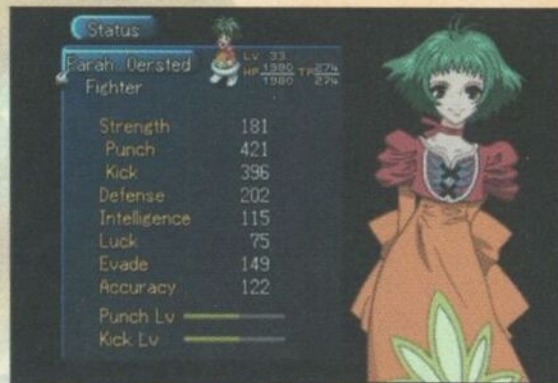 Status
Farah Oersted
Fighter
Lv 33
HP 1980 TP 274
1980 274
Strength 181
Punch 421
Kick 396
Defense 202
Intelligence 115
Luck 75
Evade 149
Accuracy 122
Punch Lv
Kick Lv